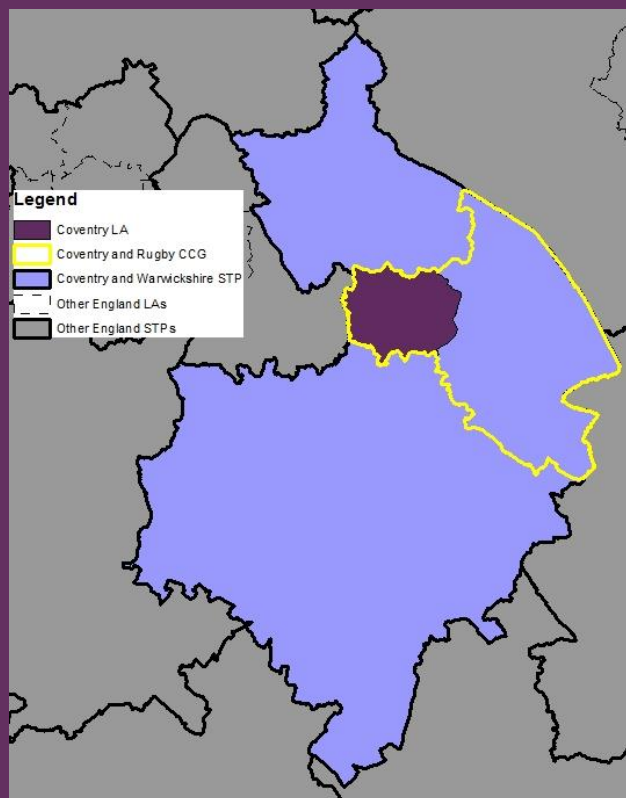 Legend
Coventry LA
Coventry and Rugby CCG
Coventry and Warwickshire STP
Other England LAs
Other England STPs